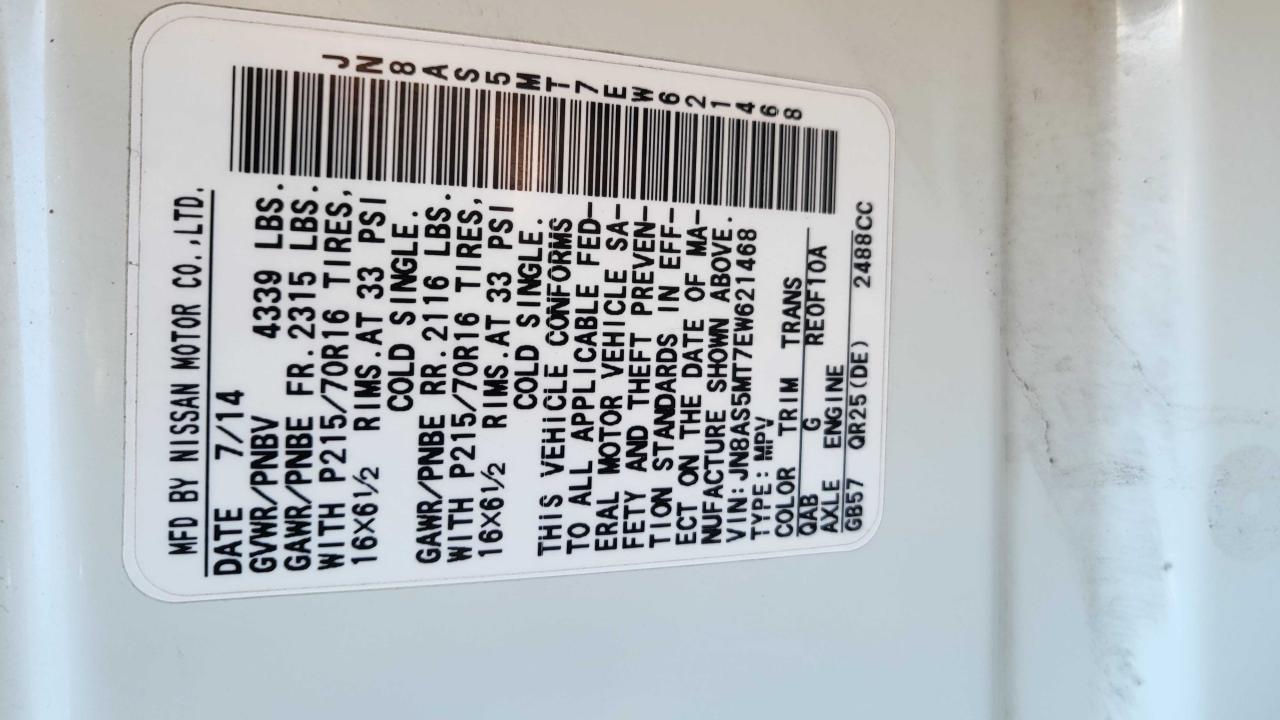 MFD BY NISSAN MOTOR CO.,LTD.
DATE 7/14
GVWR/PNBV 4339 LBS.
GAWR/PNBE FR. 2315 LBS.
WITH P215/70R16 TIRES,
16X6½ RIMS.AT 33 PSI
COLD SINGLE.
GAWR/PNBE RR. 2116 LBS.
WITH P215/70R16 TIRES,
16X6½ RIMS.AT 33 PSI
COLD SINGLE.
THIS VEHICLE CONFORMS
TO ALL APPLICABLE FED-
ERAL MOTOR VEHICLE SA-
FETY AND THEFT PREVEN-
TION STANDARDS IN EFF-
ECT ON THE DATE OF MA-
NUFACTURE SHOWN ABOVE.
VIN: JN8AS5MT7EW621468
TYPE: MPV
COLOR TRIM TRANS
QAB G RE0F10A
AXLE ENGINE
GB57 QR25(DE) 2488CC
JN8AS5MT7EW621468